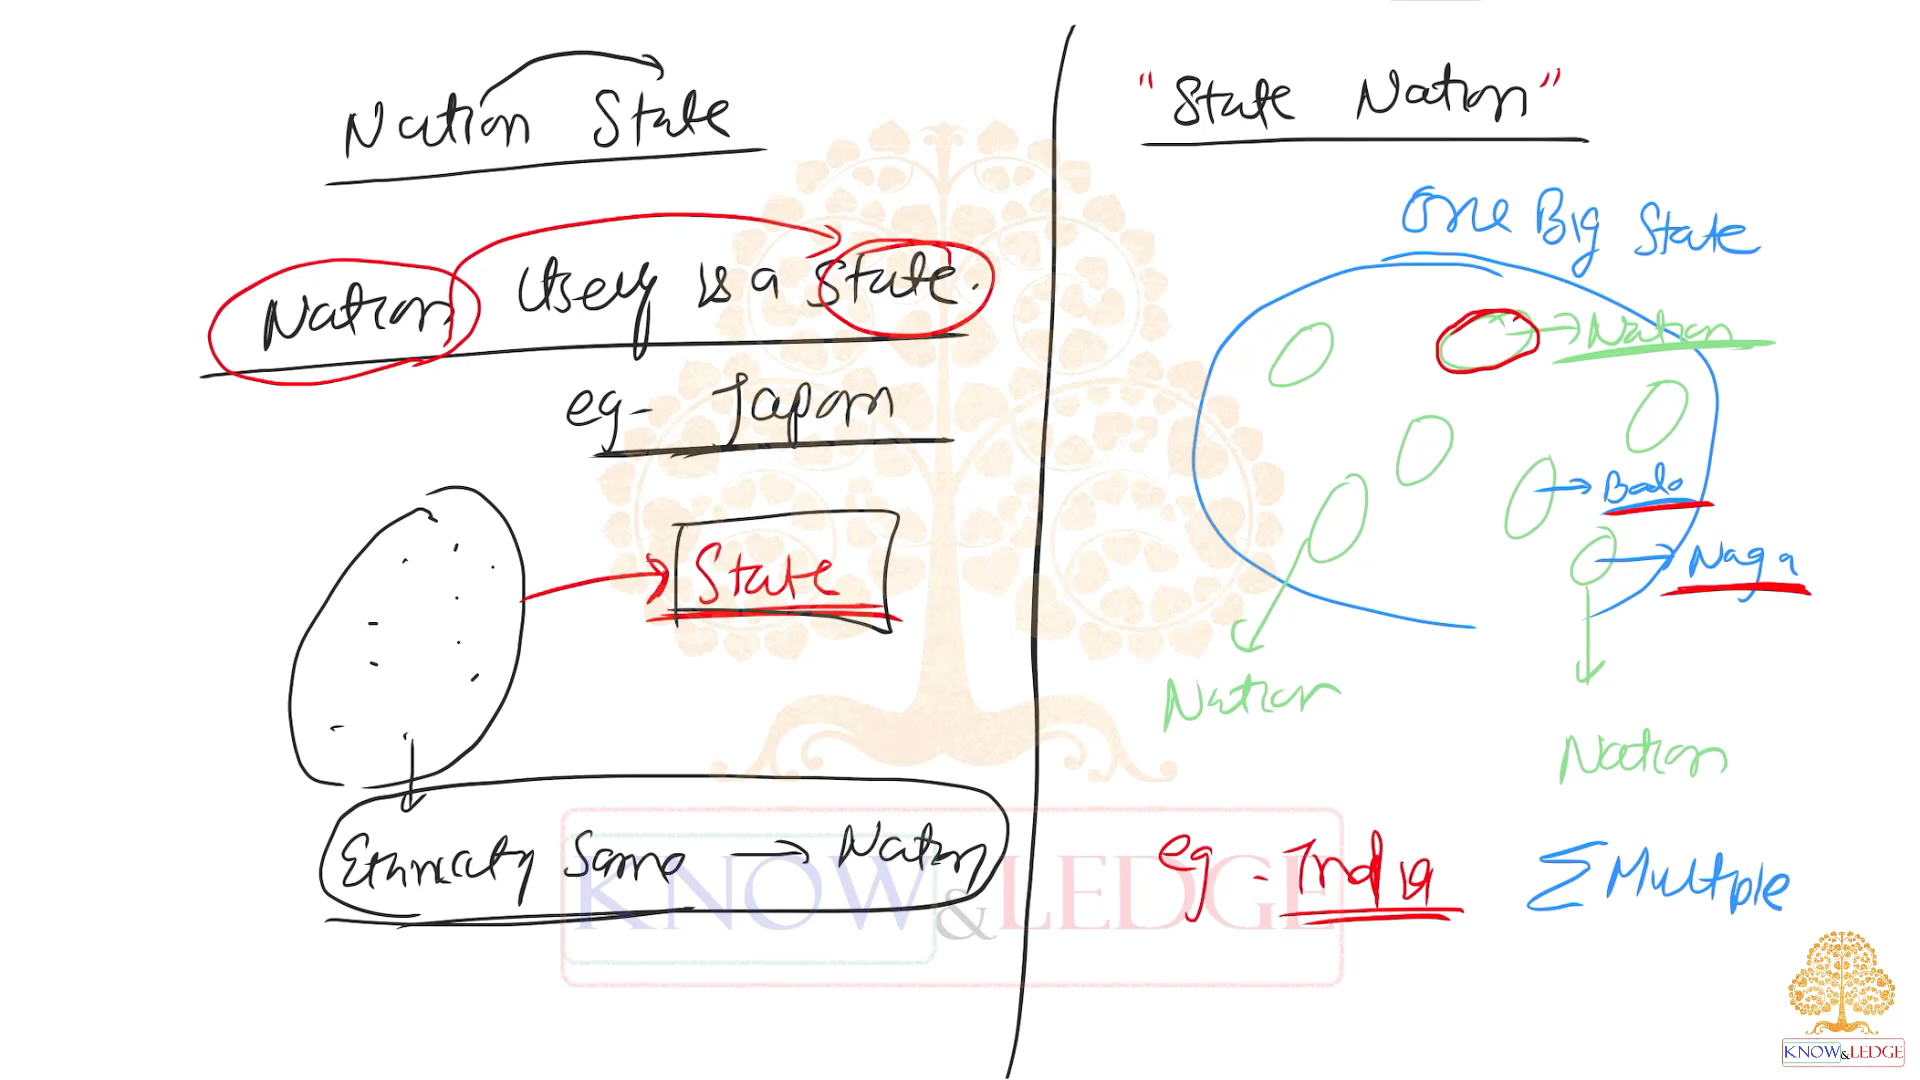 Nation State
Nation itself is a State.
eg- Japan
State
Ethnicity Same → Nation
"State Nation"
One Big State
→ Nation
→ Bodo
→ Naga
Nation
Nation
eg - India
Σ Multiple
KNOW&LEDGE
KNOW&LEDGE